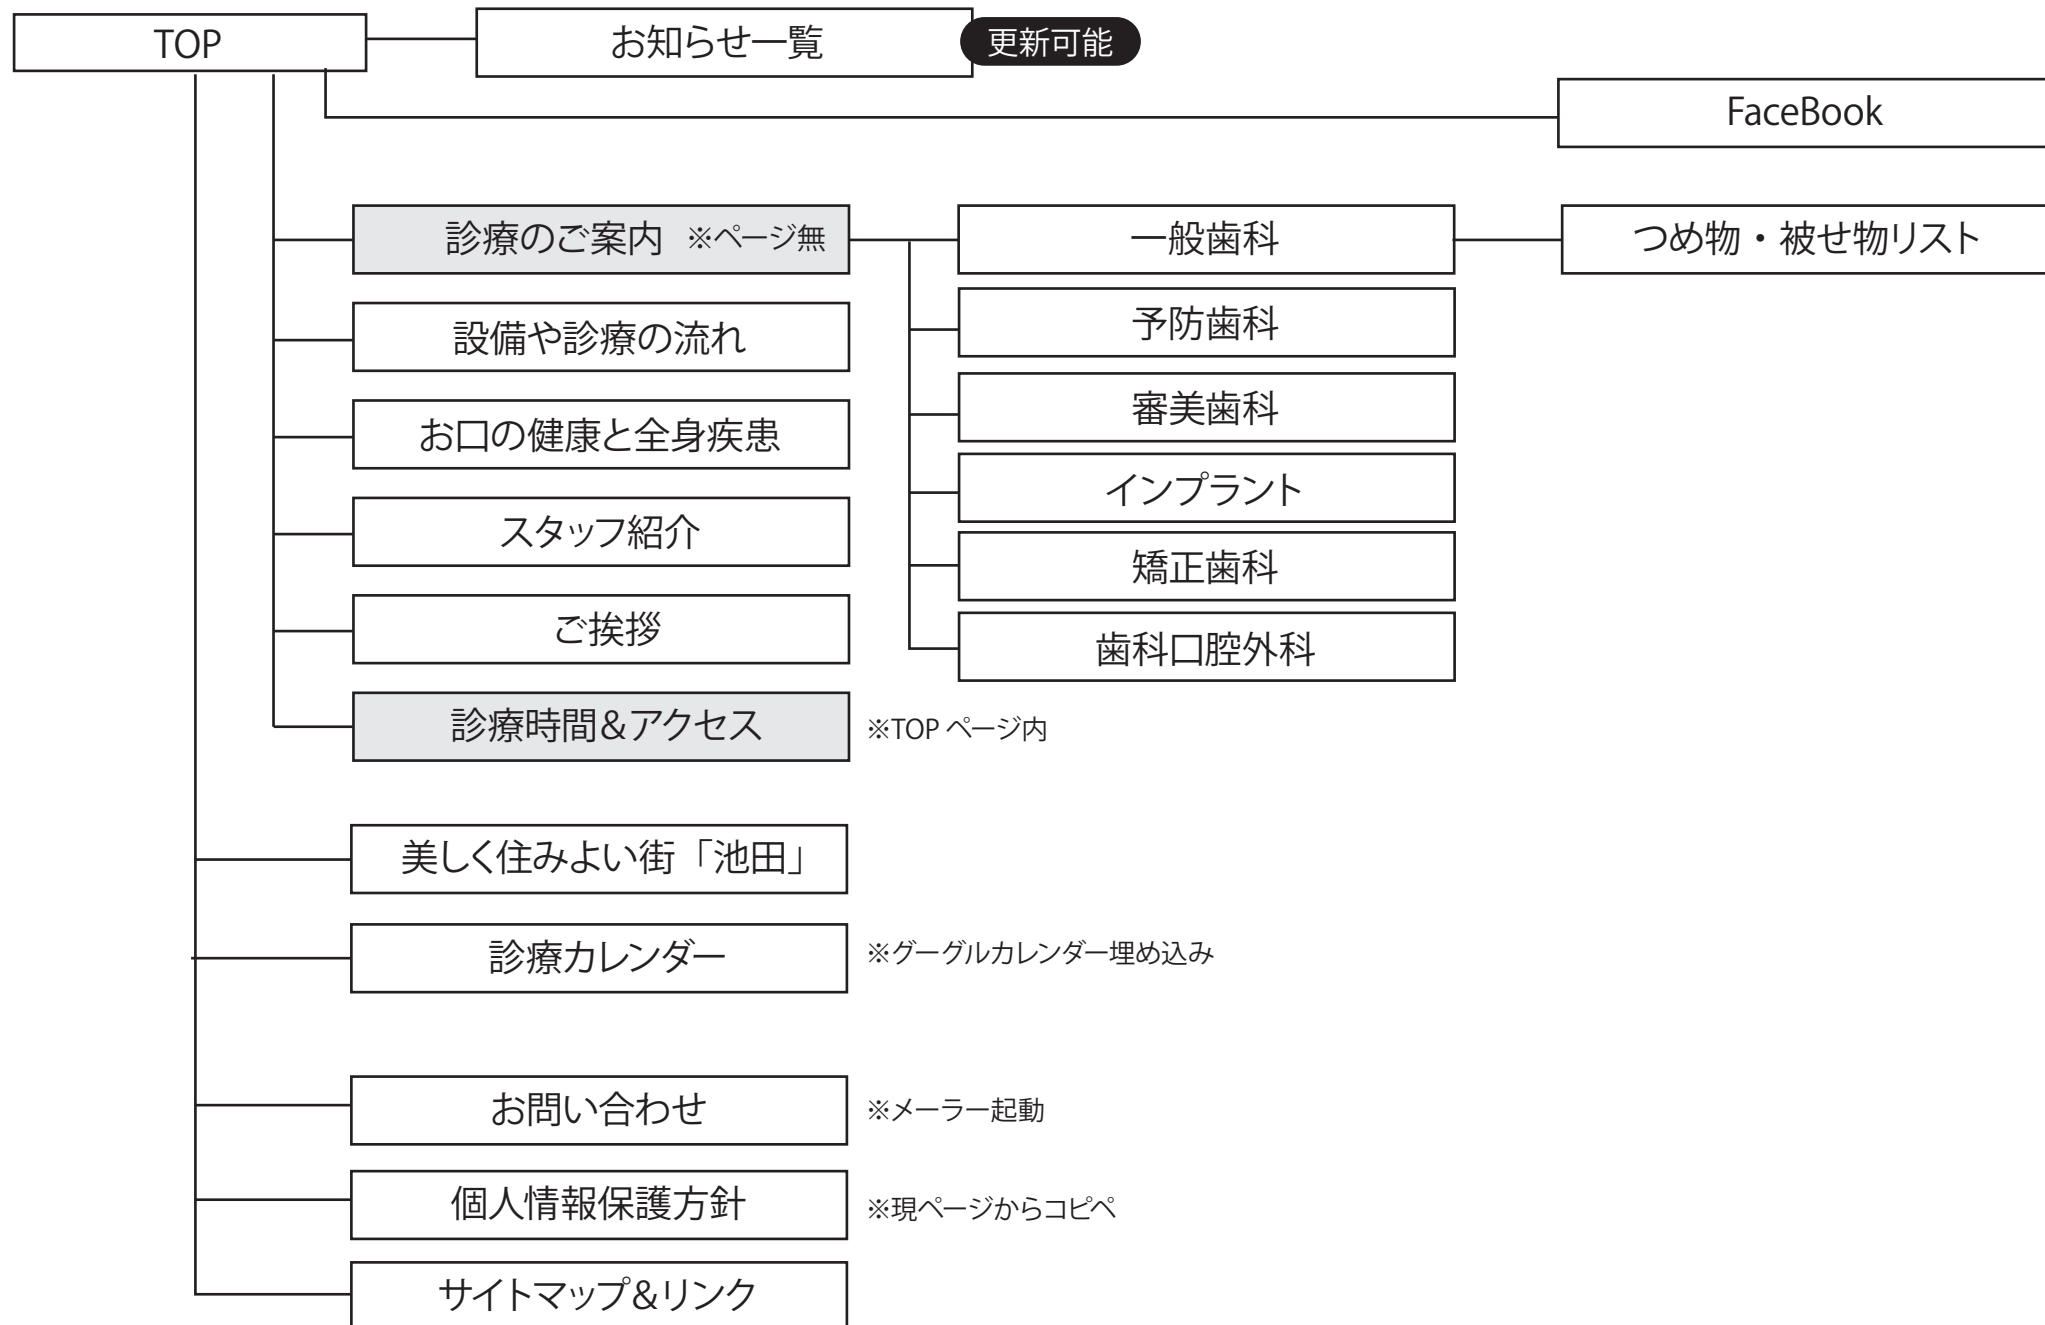 TOP
お知らせ一覧
更新可能
FaceBook
診療のご案内 ※ページ無
一般歯科
つめ物・被せ物リスト
予防歯科
設備や診療の流れ
審美歯科
お口の健康と全身疾患
インプラント
スタッフ紹介
矯正歯科
ご挨拶
歯科口腔外科
診療時間&アクセス
※TOP ページ内
美しく住みよい街「池田」
診療カレンダー
※グーグルカレンダー埋め込み
お問い合わせ
※メーラー起動
個人情報保護方針
※現ページからコピペ
サイトマップ&リンク